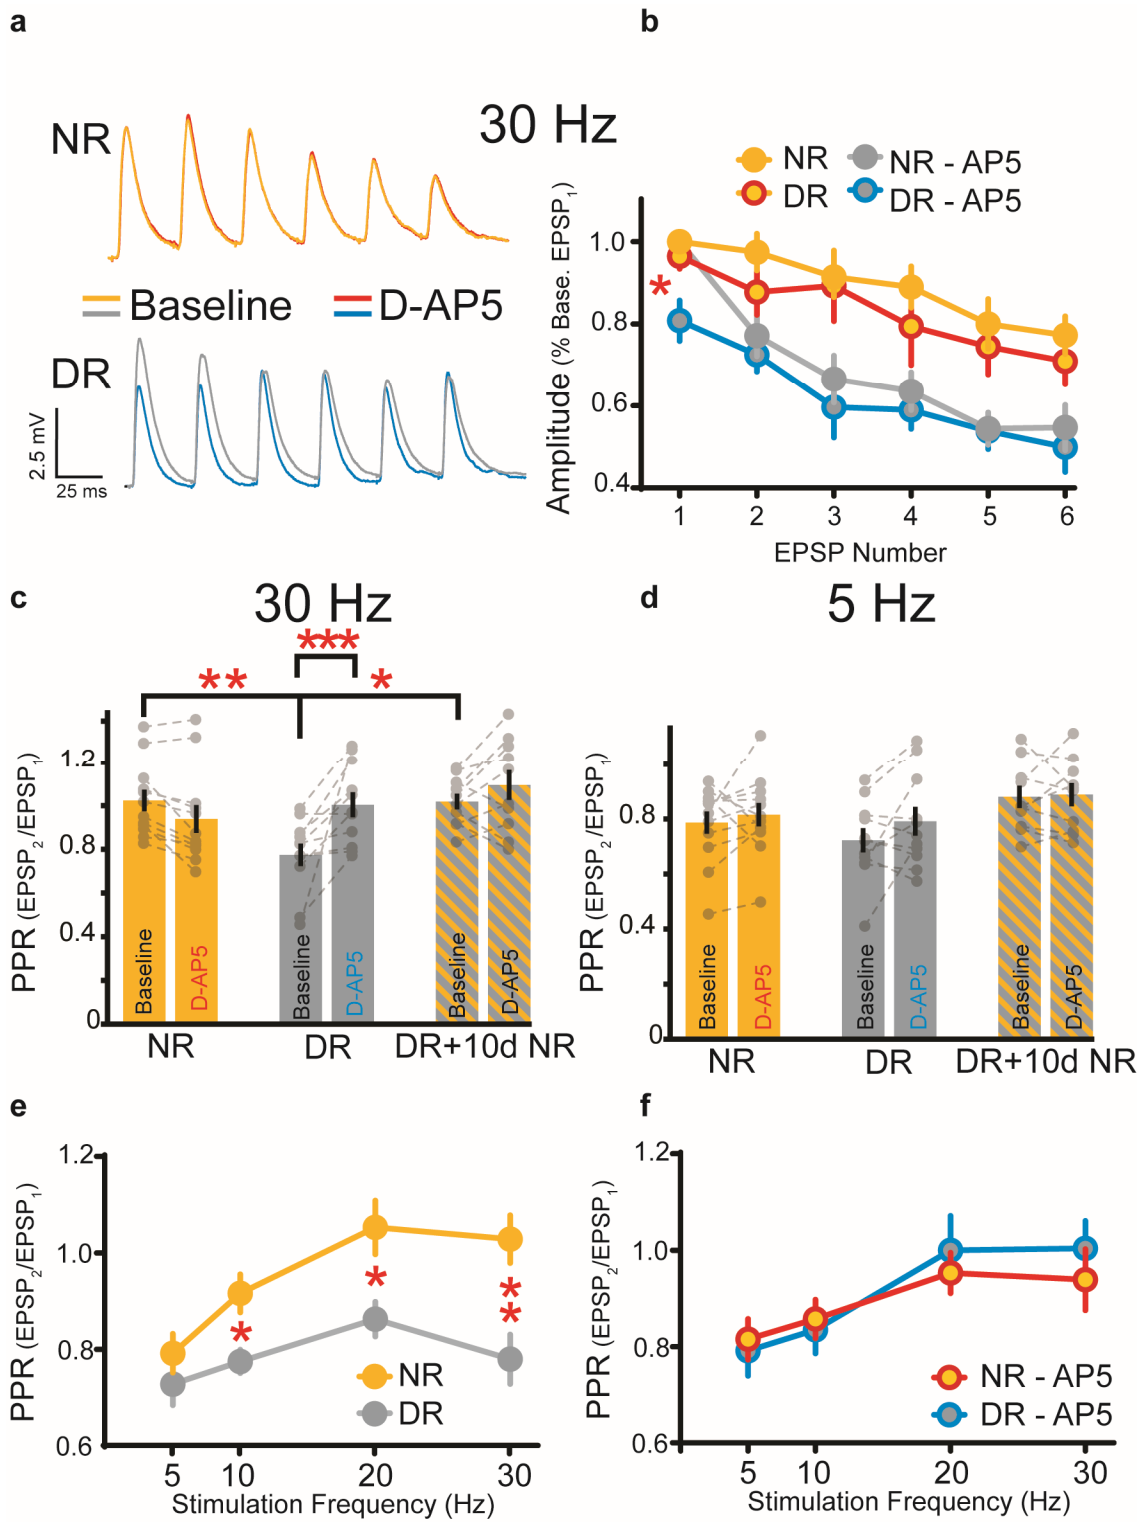 a
NR
Baseline
D-AP5
DR
2.5 mV
25 ms
30 Hz
b
NR
NR - AP5
DR
DR - AP5
Amplitude (% Base. EPSP1)
1.0
*
0.8
0.6
0.4
1 2 3 4 5 6
EPSP Number
c
30 Hz
***
** *
PPR (EPSP2/EPSP1)
1.2
0.8
0.4
0
Baseline
D-AP5
Baseline
D-AP5
Baseline
D-AP5
NR DR DR+10d NR
d
5 Hz
PPR (EPSP2/EPSP1)
0.8
0.4
0
Baseline
D-AP5
Baseline
D-AP5
Baseline
D-AP5
NR DR DR+10d NR
e
PPR (EPSP2/EPSP1)
1.2
1.0
0.8
0.6
*
*
**
NR
DR
5 10 20 30
Stimulation Frequency (Hz)
f
PPR (EPSP2/EPSP1)
1.2
1.0
0.8
0.6
NR - AP5
DR - AP5
5 10 20 30
Stimulation Frequency (Hz)